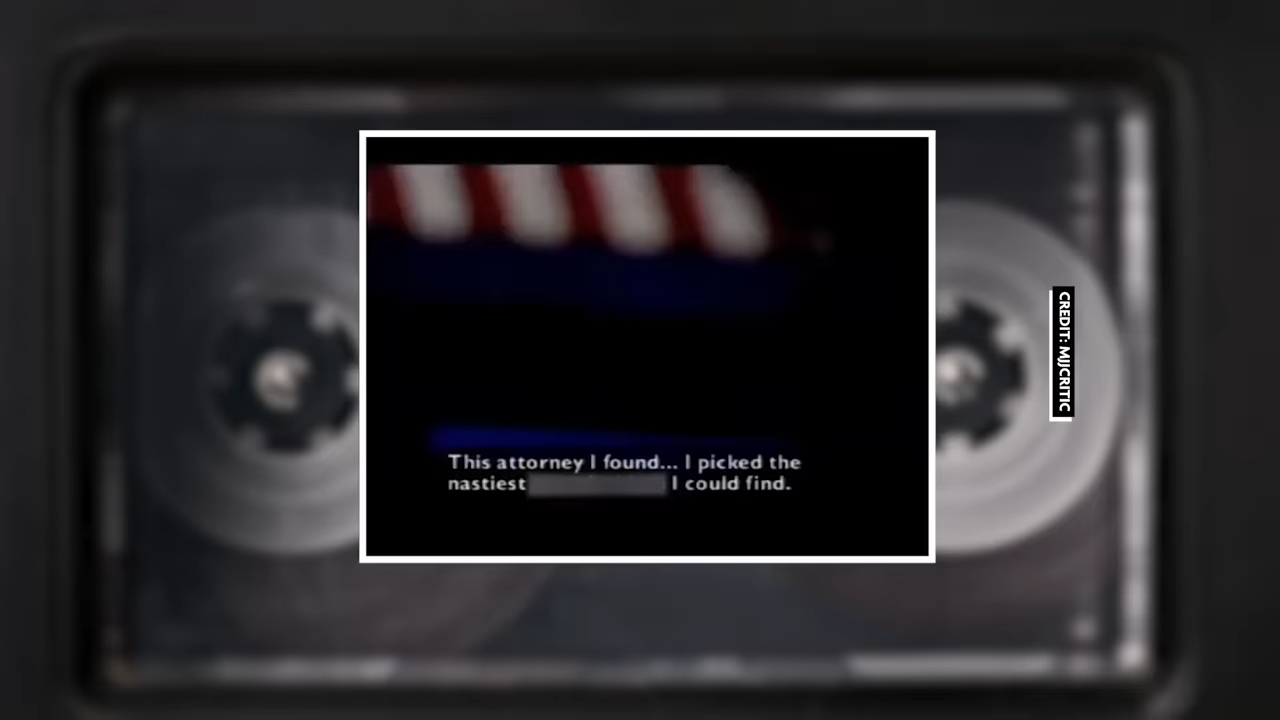 This attorney I found... I picked the
nastiest I could find.
CREDIT: MJJCRITIC